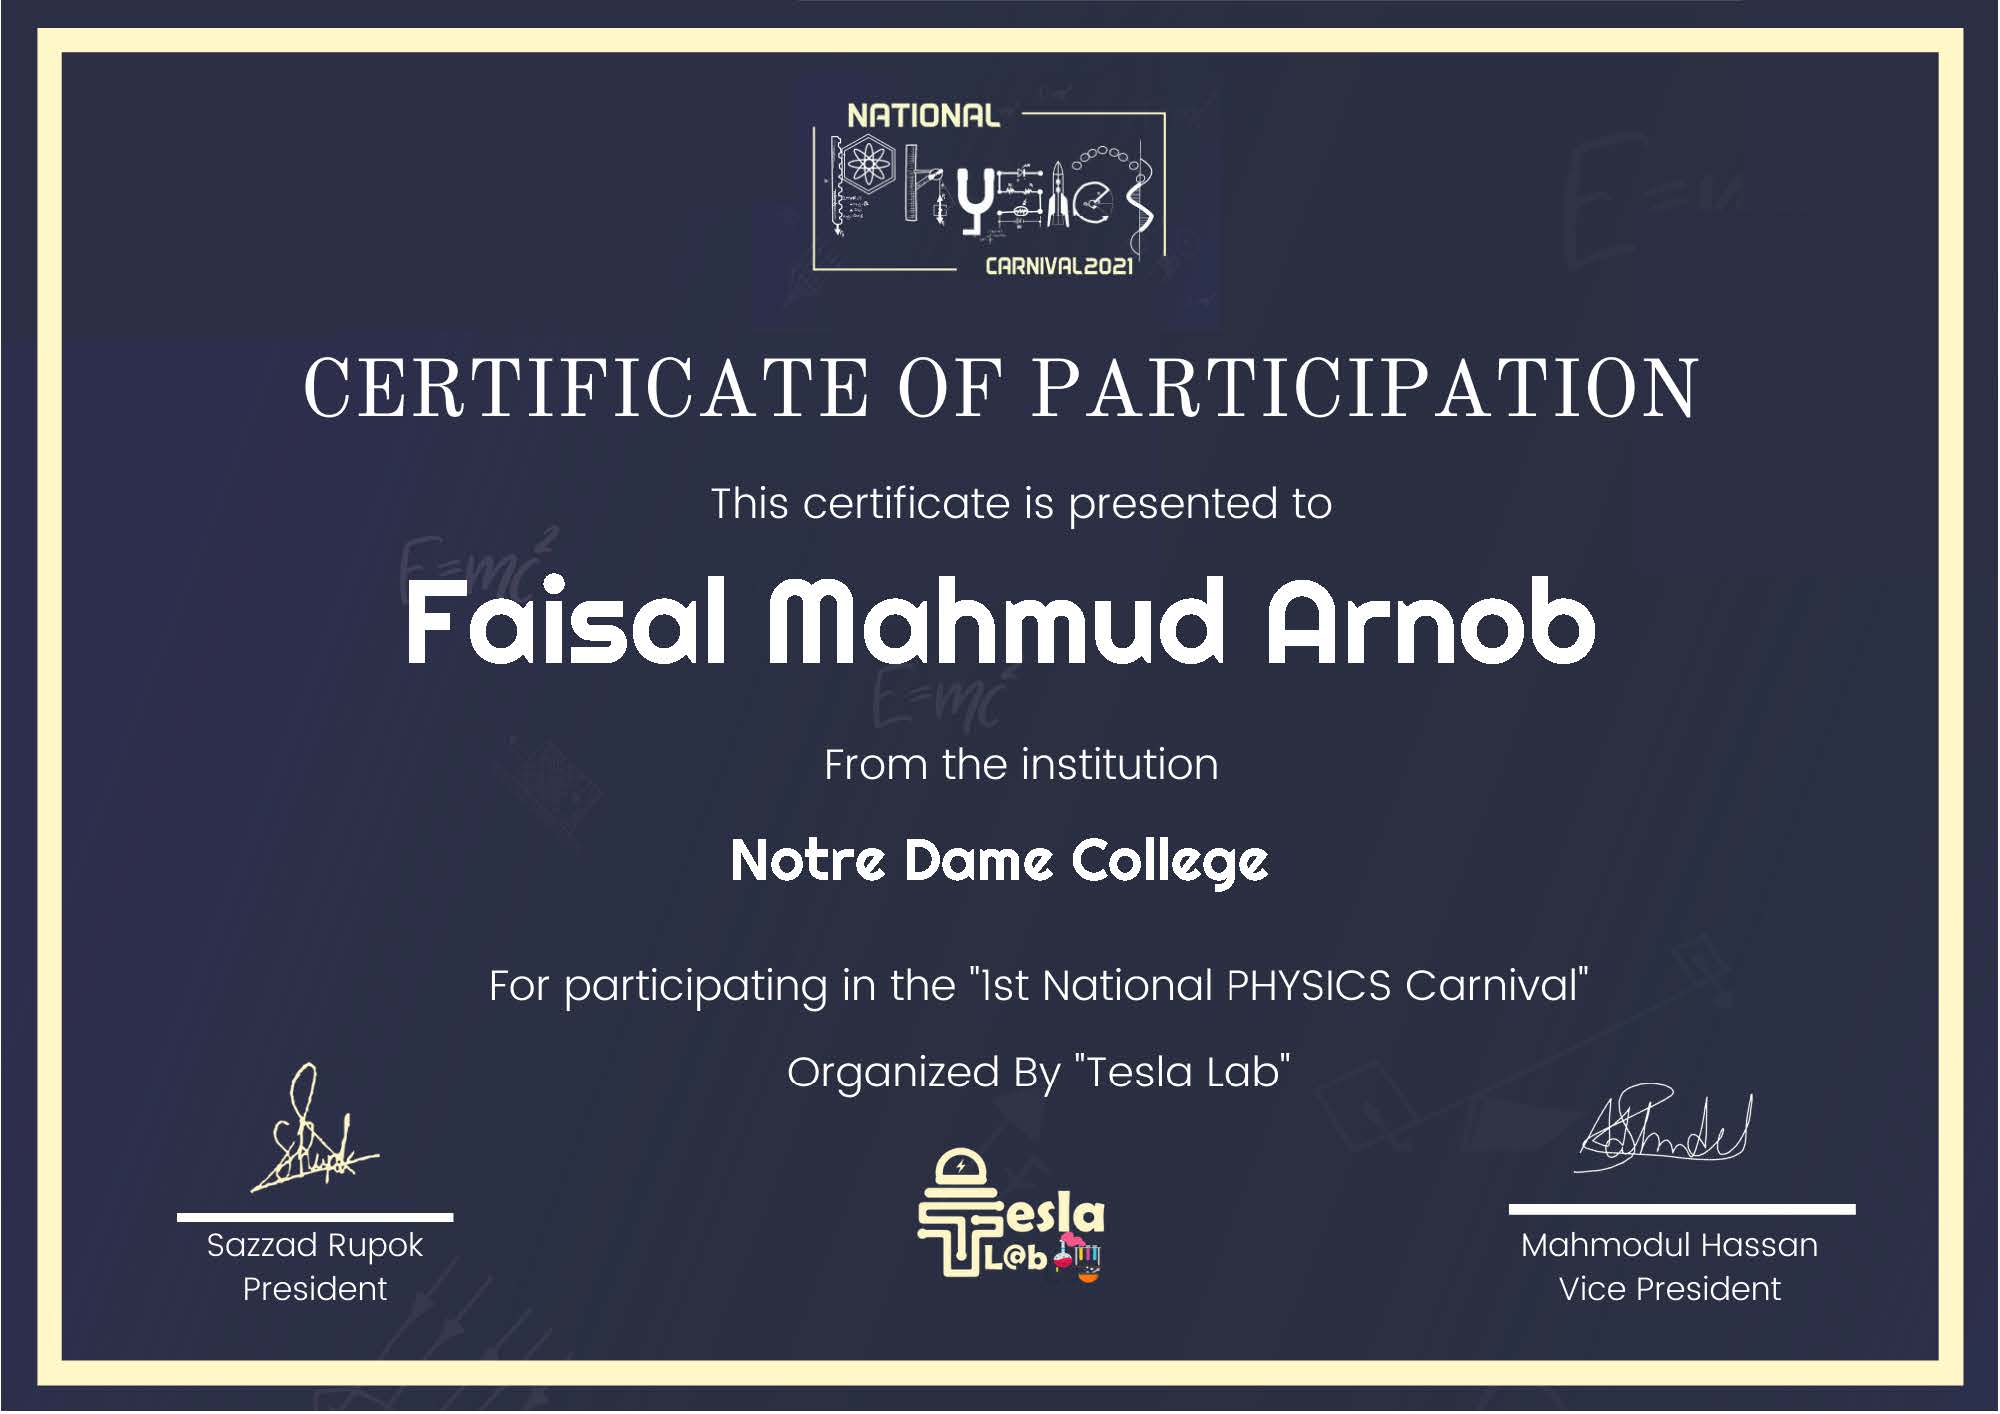 NATIONAL
Physics
CARNIVAL2021
CERTIFICATE OF PARTICIPATION
This certificate is presented to
E=mc²
Faisal Mahmud Arnob
E=mc²
From the institution
Notre Dame College
For participating in the "1st National PHYSICS Carnival"
Organized By "Tesla Lab"
Tesla
L@b
Sazzad Rupok
President
Mahmodul Hassan
Vice President